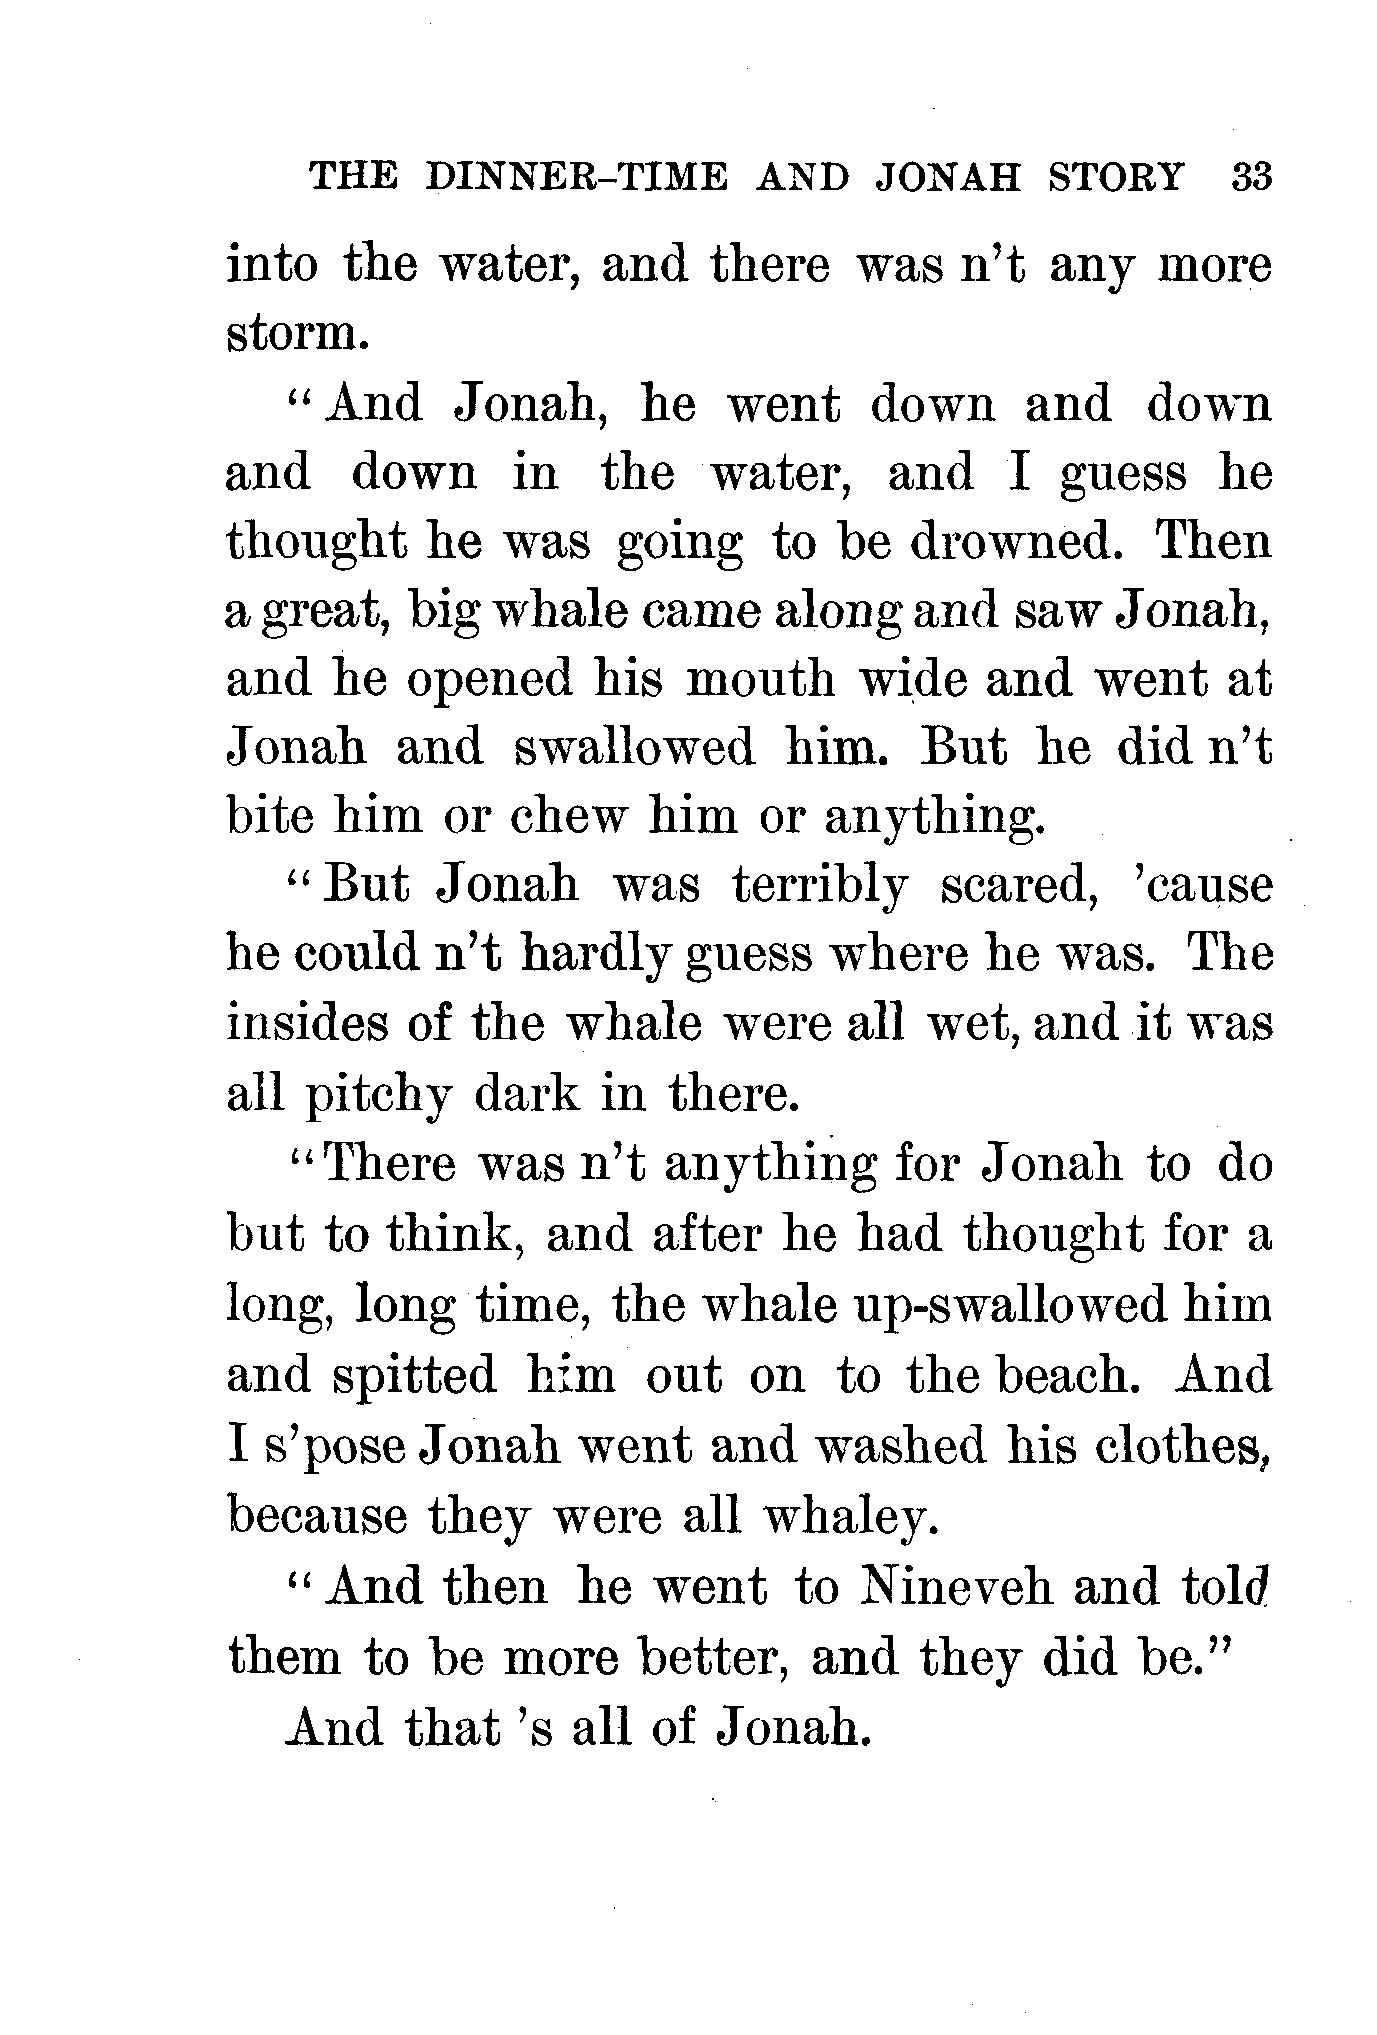 THE DINNER-TIME AND JONAH STORY 33
into the water, and there was n't any more
storm.
"And Jonah, he went down and down
and down in the water, and I guess he
thought he was going to be drowned. Then
a great, big whale came along and saw Jonah,
and he opened his mouth wide and went at
Jonah and swallowed him. But he did n't
bite him or chew him or anything.
"But Jonah was terribly scared, 'cause
he could n't hardly guess where he was. The
insides of the whale were all wet, and it was
all pitchy dark in there.
"There was n't anything for Jonah to do
but to think, and after he had thought for a
long, long time, the whale up-swallowed him
and spitted him out on to the beach. And
I s'pose Jonah went and washed his clothes,
because they were all whaley.
"And then he went to Nineveh and told
them to be more better, and they did be."
And that 's all of Jonah.